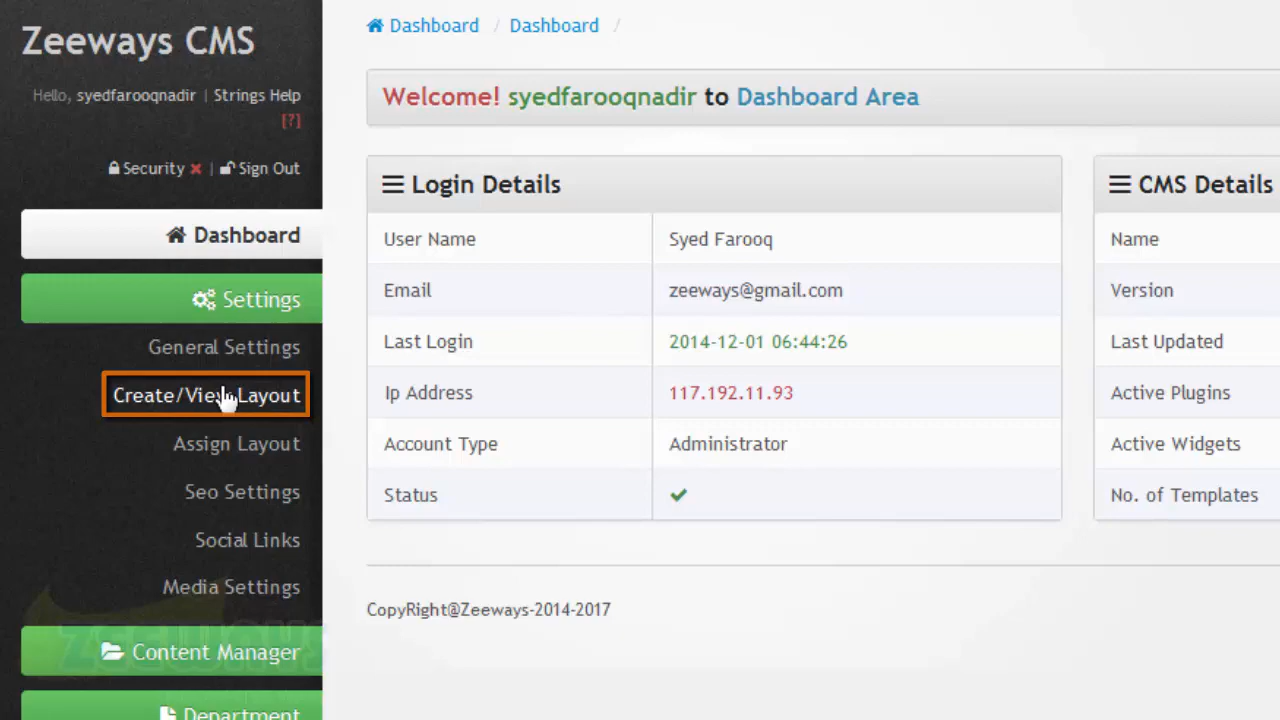 Zeeways CMS
Hello, syedfarooqnadir | Strings Help
[?]
Security | Sign Out
Dashboard
Settings
General Settings
Create/View Layout
Assign Layout
Seo Settings
Social Links
Media Settings
ZEEWAYS
Content Manager
Department
Dashboard / Dashboard /
Welcome! syedfarooqnadir to Dashboard Area
Login Details
User Name Syed Farooq
Email zeeways@gmail.com
Last Login 2014-12-01 06:44:26
Ip Address 117.192.11.93
Account Type Administrator
Status
CMS Details
Name
Version
Last Updated
Active Plugins
Active Widgets
No. of Templates
CopyRight@Zeeways-2014-2017